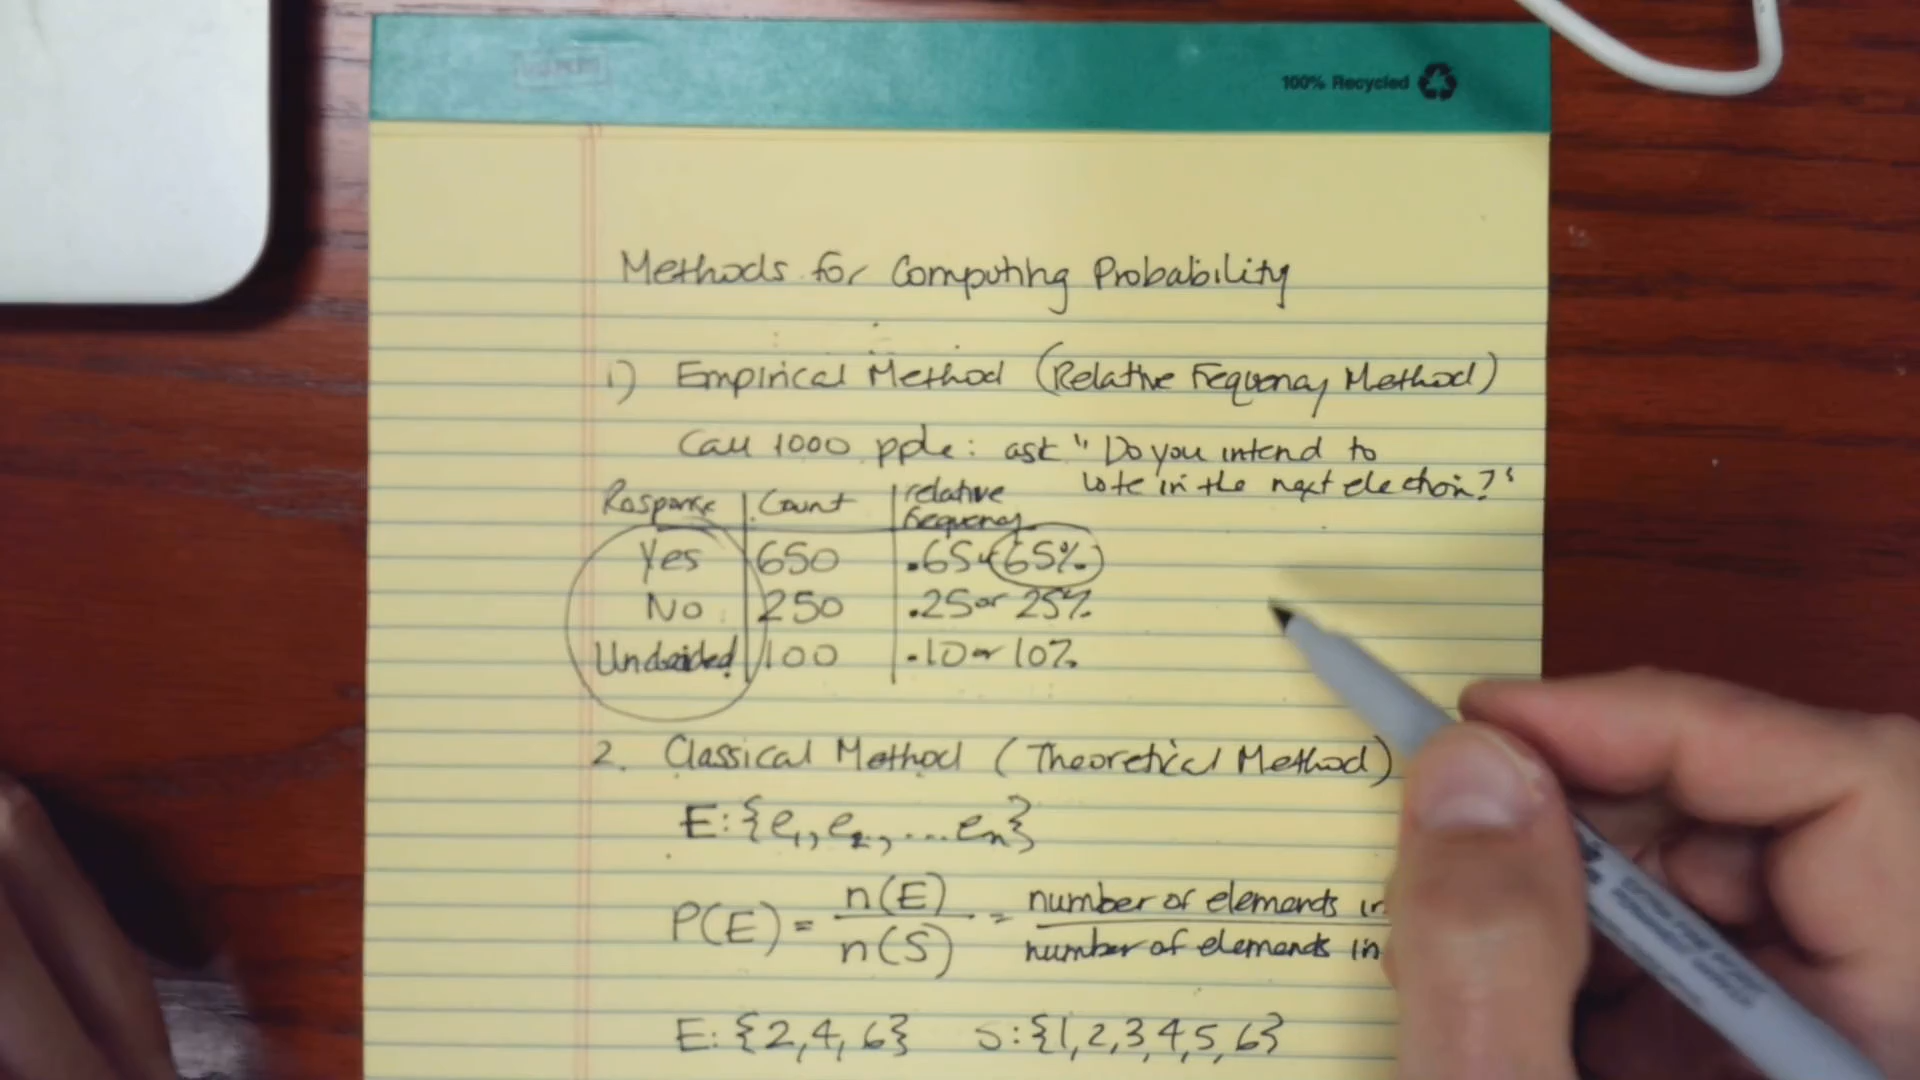 100% Recycled
Methods for Computing Probability
1) Empirical Method (Relative Frequency Method)
Call 1000 pple: ask "Do you intend to
vote in the next election?"
Response Count relative
frequency
Yes 650 .65 or 65%
No 250 .25 or 25%
Undecided 100 .10 or 10%
2. Classical Method (Theoretical Method)
E: {e1, e2, ... en}
P(E) = n(E) = number of elements in
n(S) number of elements in
E: {2,4,6} S: {1,2,3,4,5,6}